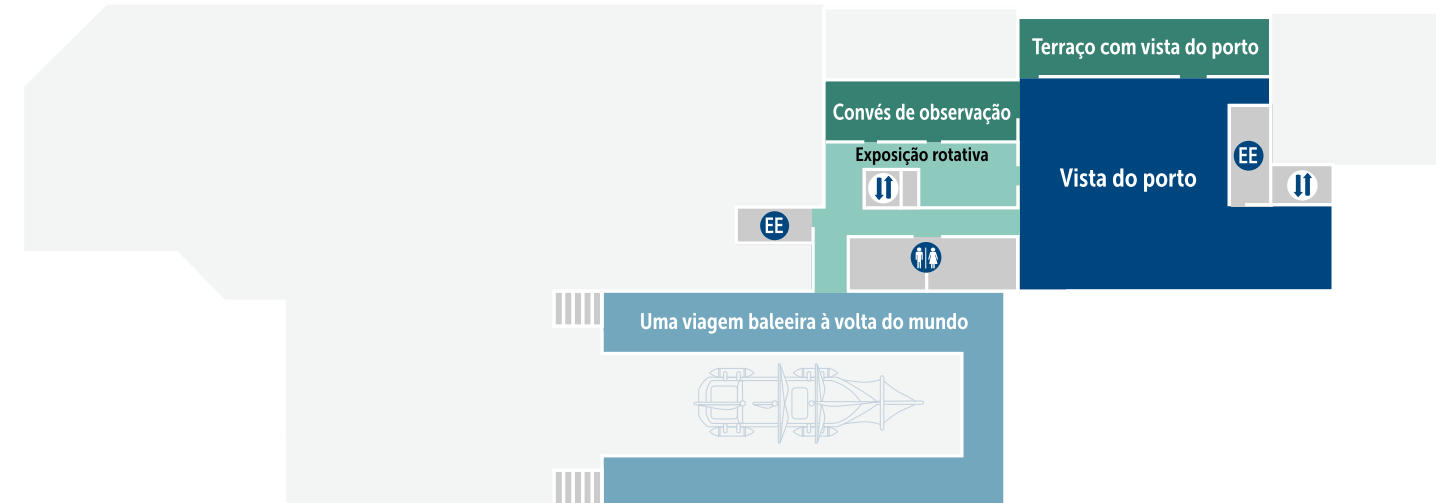 Terraço com vista do porto
Convés de observação
Exposição rotativa
EE
Vista do porto
EE
Uma viagem baleeira à volta do mundo